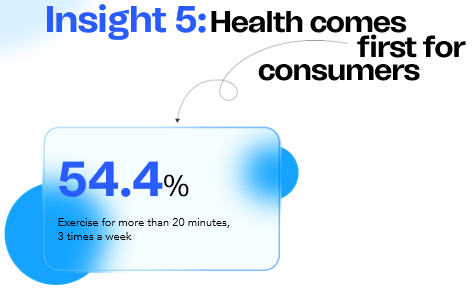 Insight 5: Health comes
first for
consumers
54.4%
Exercise for more than 20 minutes,
3 times a week